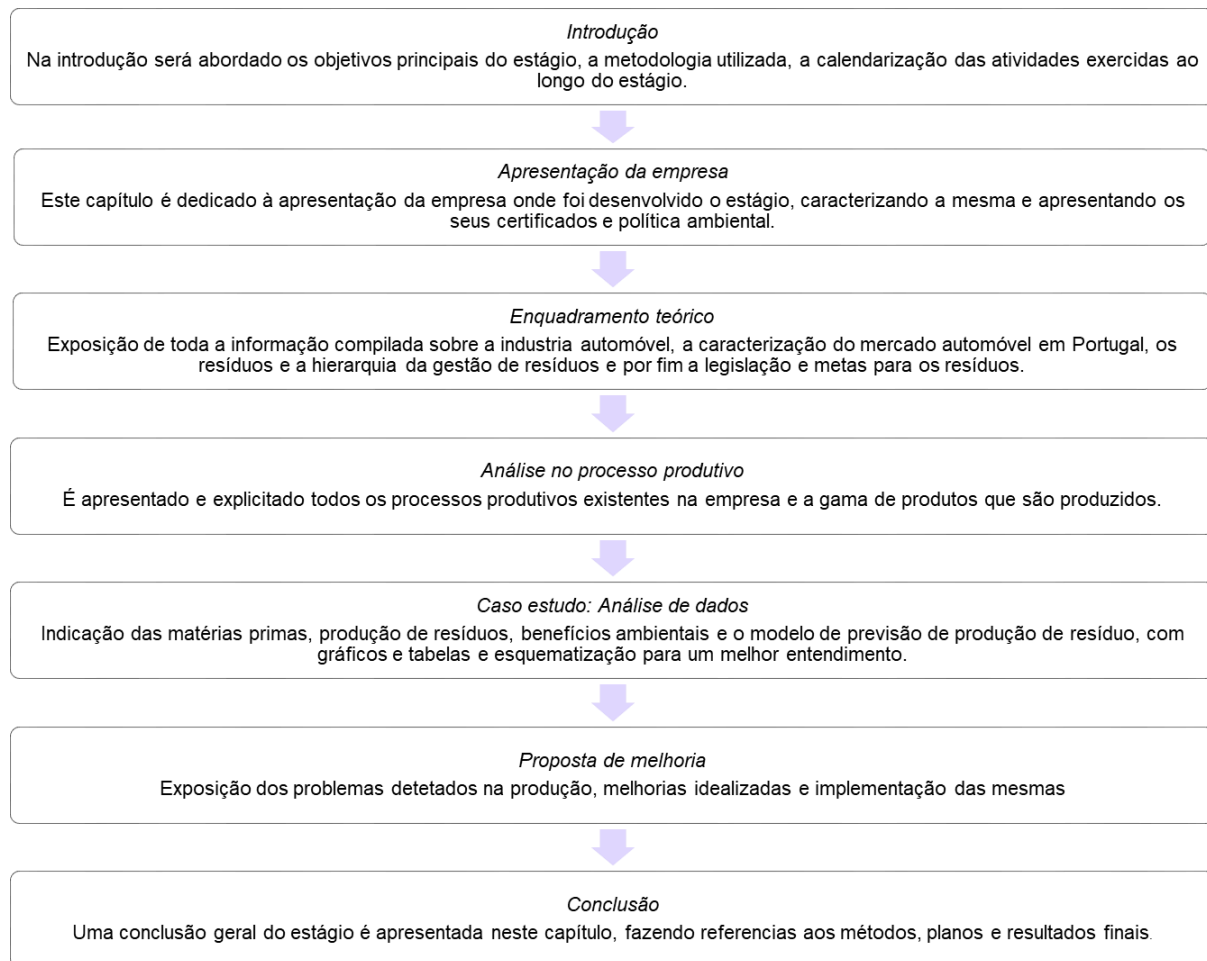 Introdução
Na introdução será abordado os objetivos principais do estágio, a metodologia utilizada, a calendarização das atividades exercidas ao
longo do estágio.
Apresentação da empresa
Este capítulo é dedicado à apresentação da empresa onde foi desenvolvido o estágio, caracterizando a mesma e apresentando os
seus certificados e política ambiental.
Enquadramento teórico
Exposição de toda a informação compilada sobre a industria automóvel, a caracterização do mercado automóvel em Portugal, os
resíduos e a hierarquia da gestão de resíduos e por fim a legislação e metas para os resíduos.
Análise no processo produtivo
É apresentado e explicitado todos os processos produtivos existentes na empresa e a gama de produtos que são produzidos.
Caso estudo: Análise de dados
Indicação das matérias primas, produção de resíduos, benefícios ambientais e o modelo de previsão de produção de resíduo, com
gráficos e tabelas e esquematização para um melhor entendimento.
Proposta de melhoria
Exposição dos problemas detetados na produção, melhorias idealizadas e implementação das mesmas
Conclusão
Uma conclusão geral do estágio é apresentada neste capítulo, fazendo referencias aos métodos, planos e resultados finais.